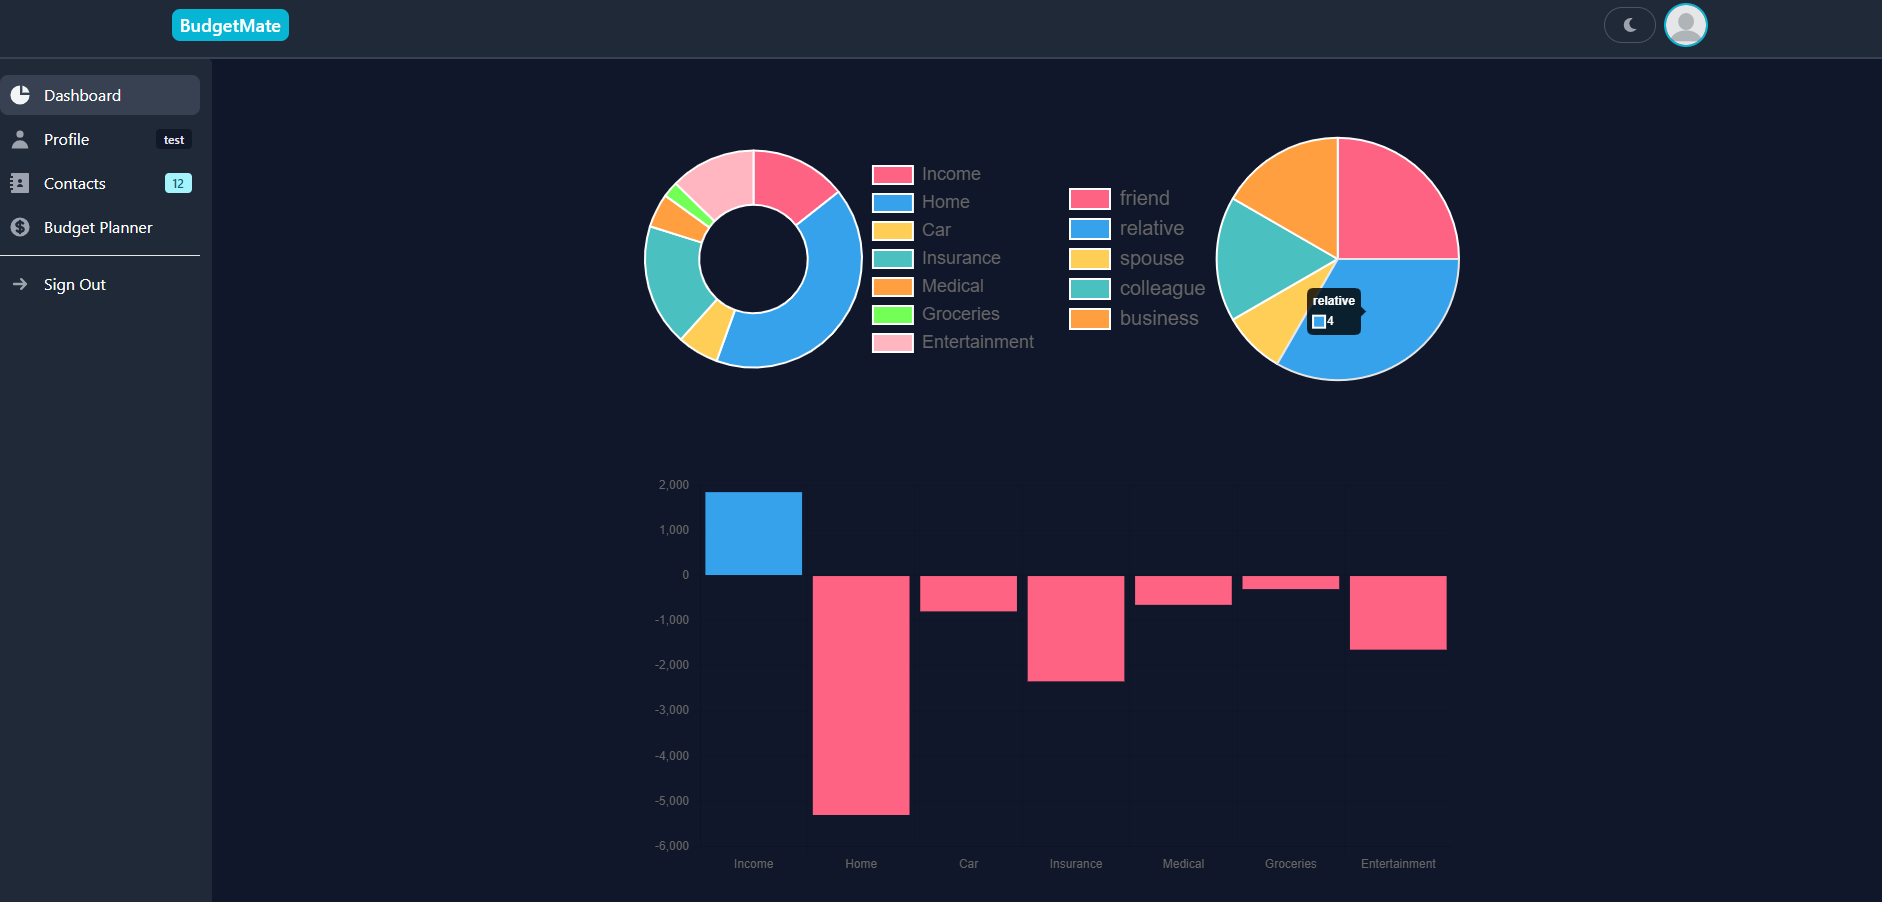 BudgetMate
Dashboard
Profile test
Contacts 12
Budget Planner
Sign Out
Income
Home
Car
Insurance
Medical
Groceries
Entertainment
friend
relative
spouse
colleague
business
relative
4
2,000
1,000
0
-1,000
-2,000
-3,000
-4,000
-5,000
-6,000
Income Home Car Insurance Medical Groceries Entertainment